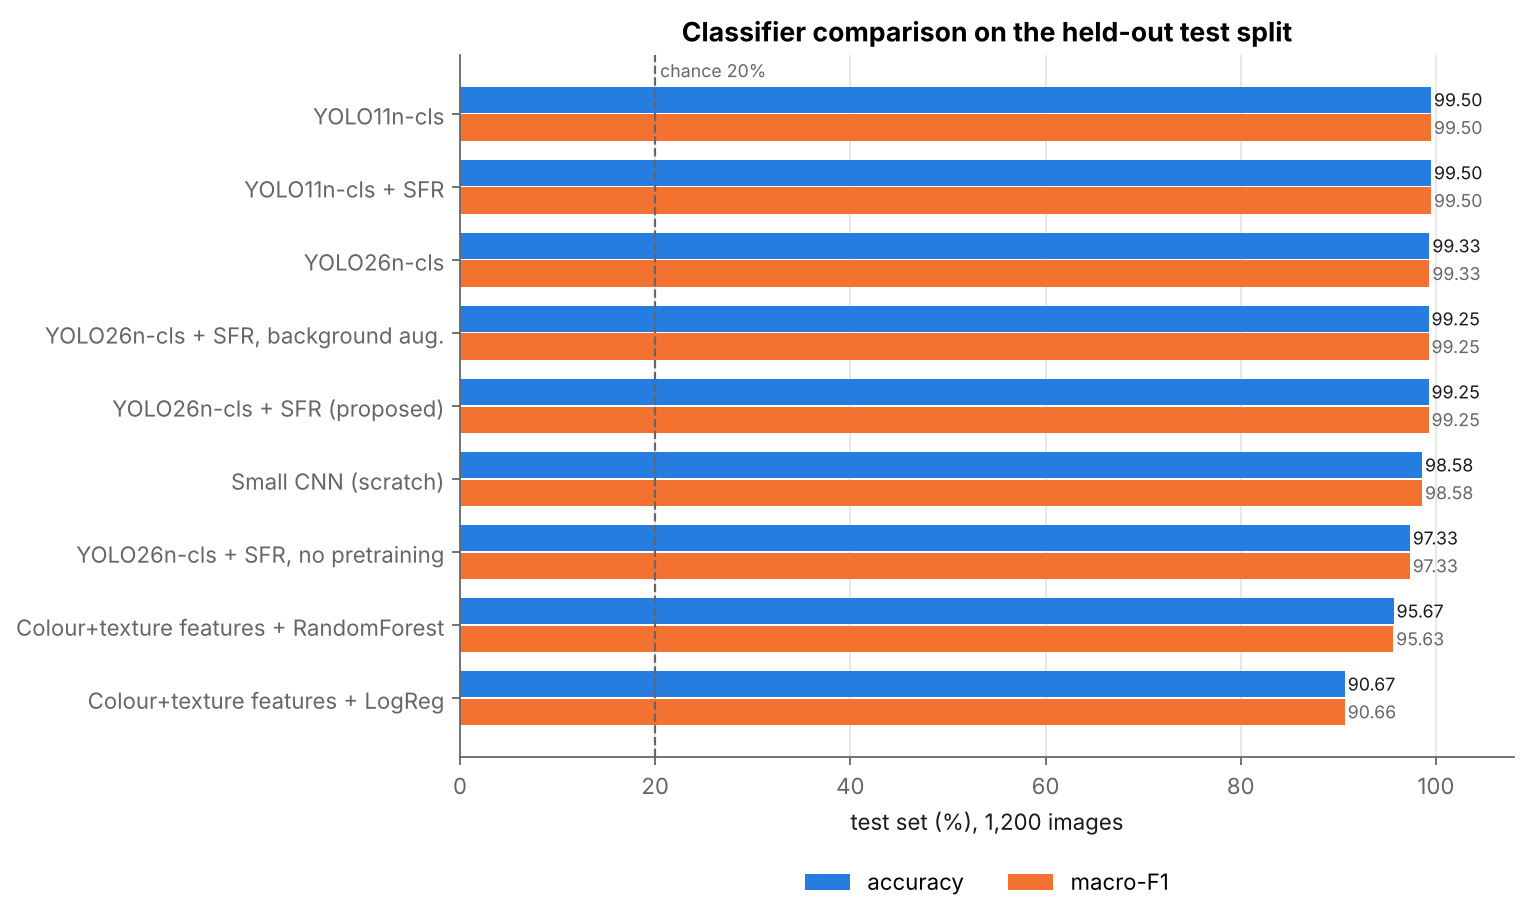 Classifier comparison on the held-out test split
chance 20%
YOLO11n-cls
99.50
99.50
YOLO11n-cls + SFR
99.50
99.50
YOLO26n-cls
99.33
99.33
YOLO26n-cls + SFR, background aug.
99.25
99.25
YOLO26n-cls + SFR (proposed)
99.25
99.25
Small CNN (scratch)
98.58
98.58
YOLO26n-cls + SFR, no pretraining
97.33
97.33
Colour+texture features + RandomForest
95.67
95.63
Colour+texture features + LogReg
90.67
90.66
0 20 40 60 80 100
test set (%), 1,200 images
accuracy macro-F1